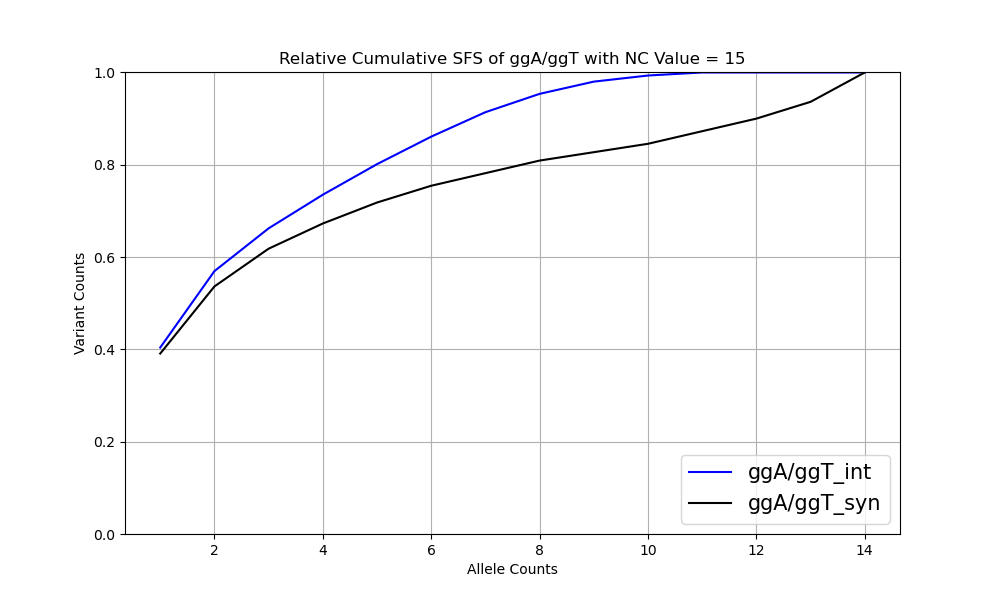 Relative Cumulative SFS of ggA/ggT with NC Value = 15
1.0
0.8
0.6
0.4
0.2
0.0
Variant Counts
2 4 6 8 10 12 14
Allele Counts
ggA/ggT_int
ggA/ggT_syn